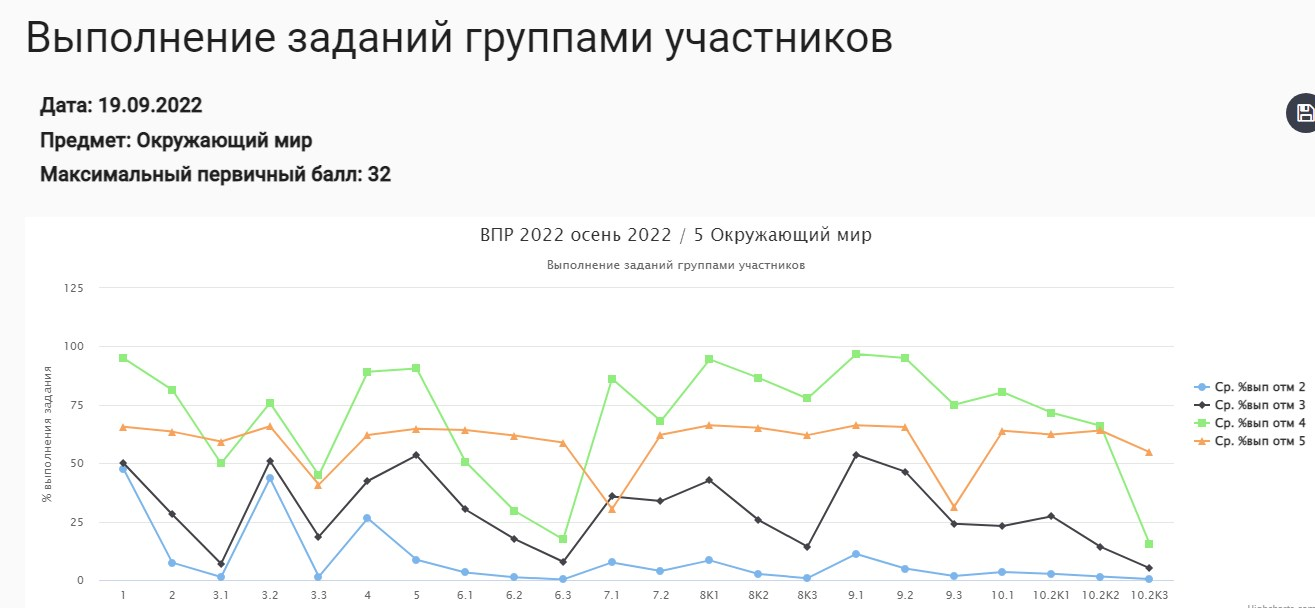 Выполнение заданий группами участников
Дата: 19.09.2022
Предмет: Окружающий мир
Максимальный первичный балл: 32
ВПР 2022 осень 2022 / 5 Окружающий мир
Выполнение заданий группами участников
% выполнения задания
125
100
75
50
25
0
1 2 3.1 3.2 3.3 4 5 6.1 6.2 6.3 7.1 7.2 8K1 8K2 8K3 9.1 9.2 9.3 10.1 10.2K1 10.2K2 10.2K3
Ср. %вып отм 2
Ср. %вып отм 3
Ср. %вып отм 4
Ср. %вып отм 5